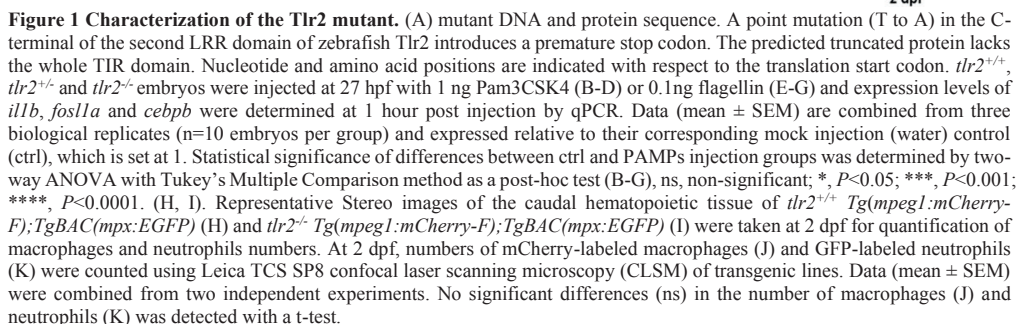 2 dpf
Figure 1 Characterization of the Tlr2 mutant. (A) mutant DNA and protein sequence. A point mutation (T to A) in the C-
terminal of the second LRR domain of zebrafish Tlr2 introduces a premature stop codon. The predicted truncated protein lacks
the whole TIR domain. Nucleotide and amino acid positions are indicated with respect to the translation start codon. tlr2+/+,
tlr2+/- and tlr2-/- embryos were injected at 27 hpf with 1 ng Pam3CSK4 (B-D) or 0.1ng flagellin (E-G) and expression levels of
il1b, fosl1a and cebpb were determined at 1 hour post injection by qPCR. Data (mean ± SEM) are combined from three
biological replicates (n=10 embryos per group) and expressed relative to their corresponding mock injection (water) control
(ctrl), which is set at 1. Statistical significance of differences between ctrl and PAMPs injection groups was determined by two-
way ANOVA with Tukey's Multiple Comparison method as a post-hoc test (B-G), ns, non-significant; *, P<0.05; ***, P<0.001;
****, P<0.0001. (H, I). Representative Stereo images of the caudal hematopoietic tissue of tlr2+/+ Tg(mpeg1:mCherry-
F);TgBAC(mpx:EGFP) (H) and tlr2-/- Tg(mpeg1:mCherry-F);TgBAC(mpx:EGFP) (I) were taken at 2 dpf for quantification of
macrophages and neutrophils numbers. At 2 dpf, numbers of mCherry-labeled macrophages (J) and GFP-labeled neutrophils
(K) were counted using Leica TCS SP8 confocal laser scanning microscopy (CLSM) of transgenic lines. Data (mean ± SEM)
were combined from two independent experiments. No significant differences (ns) in the number of macrophages (J) and
neutrophils (K) was detected with a t-test.